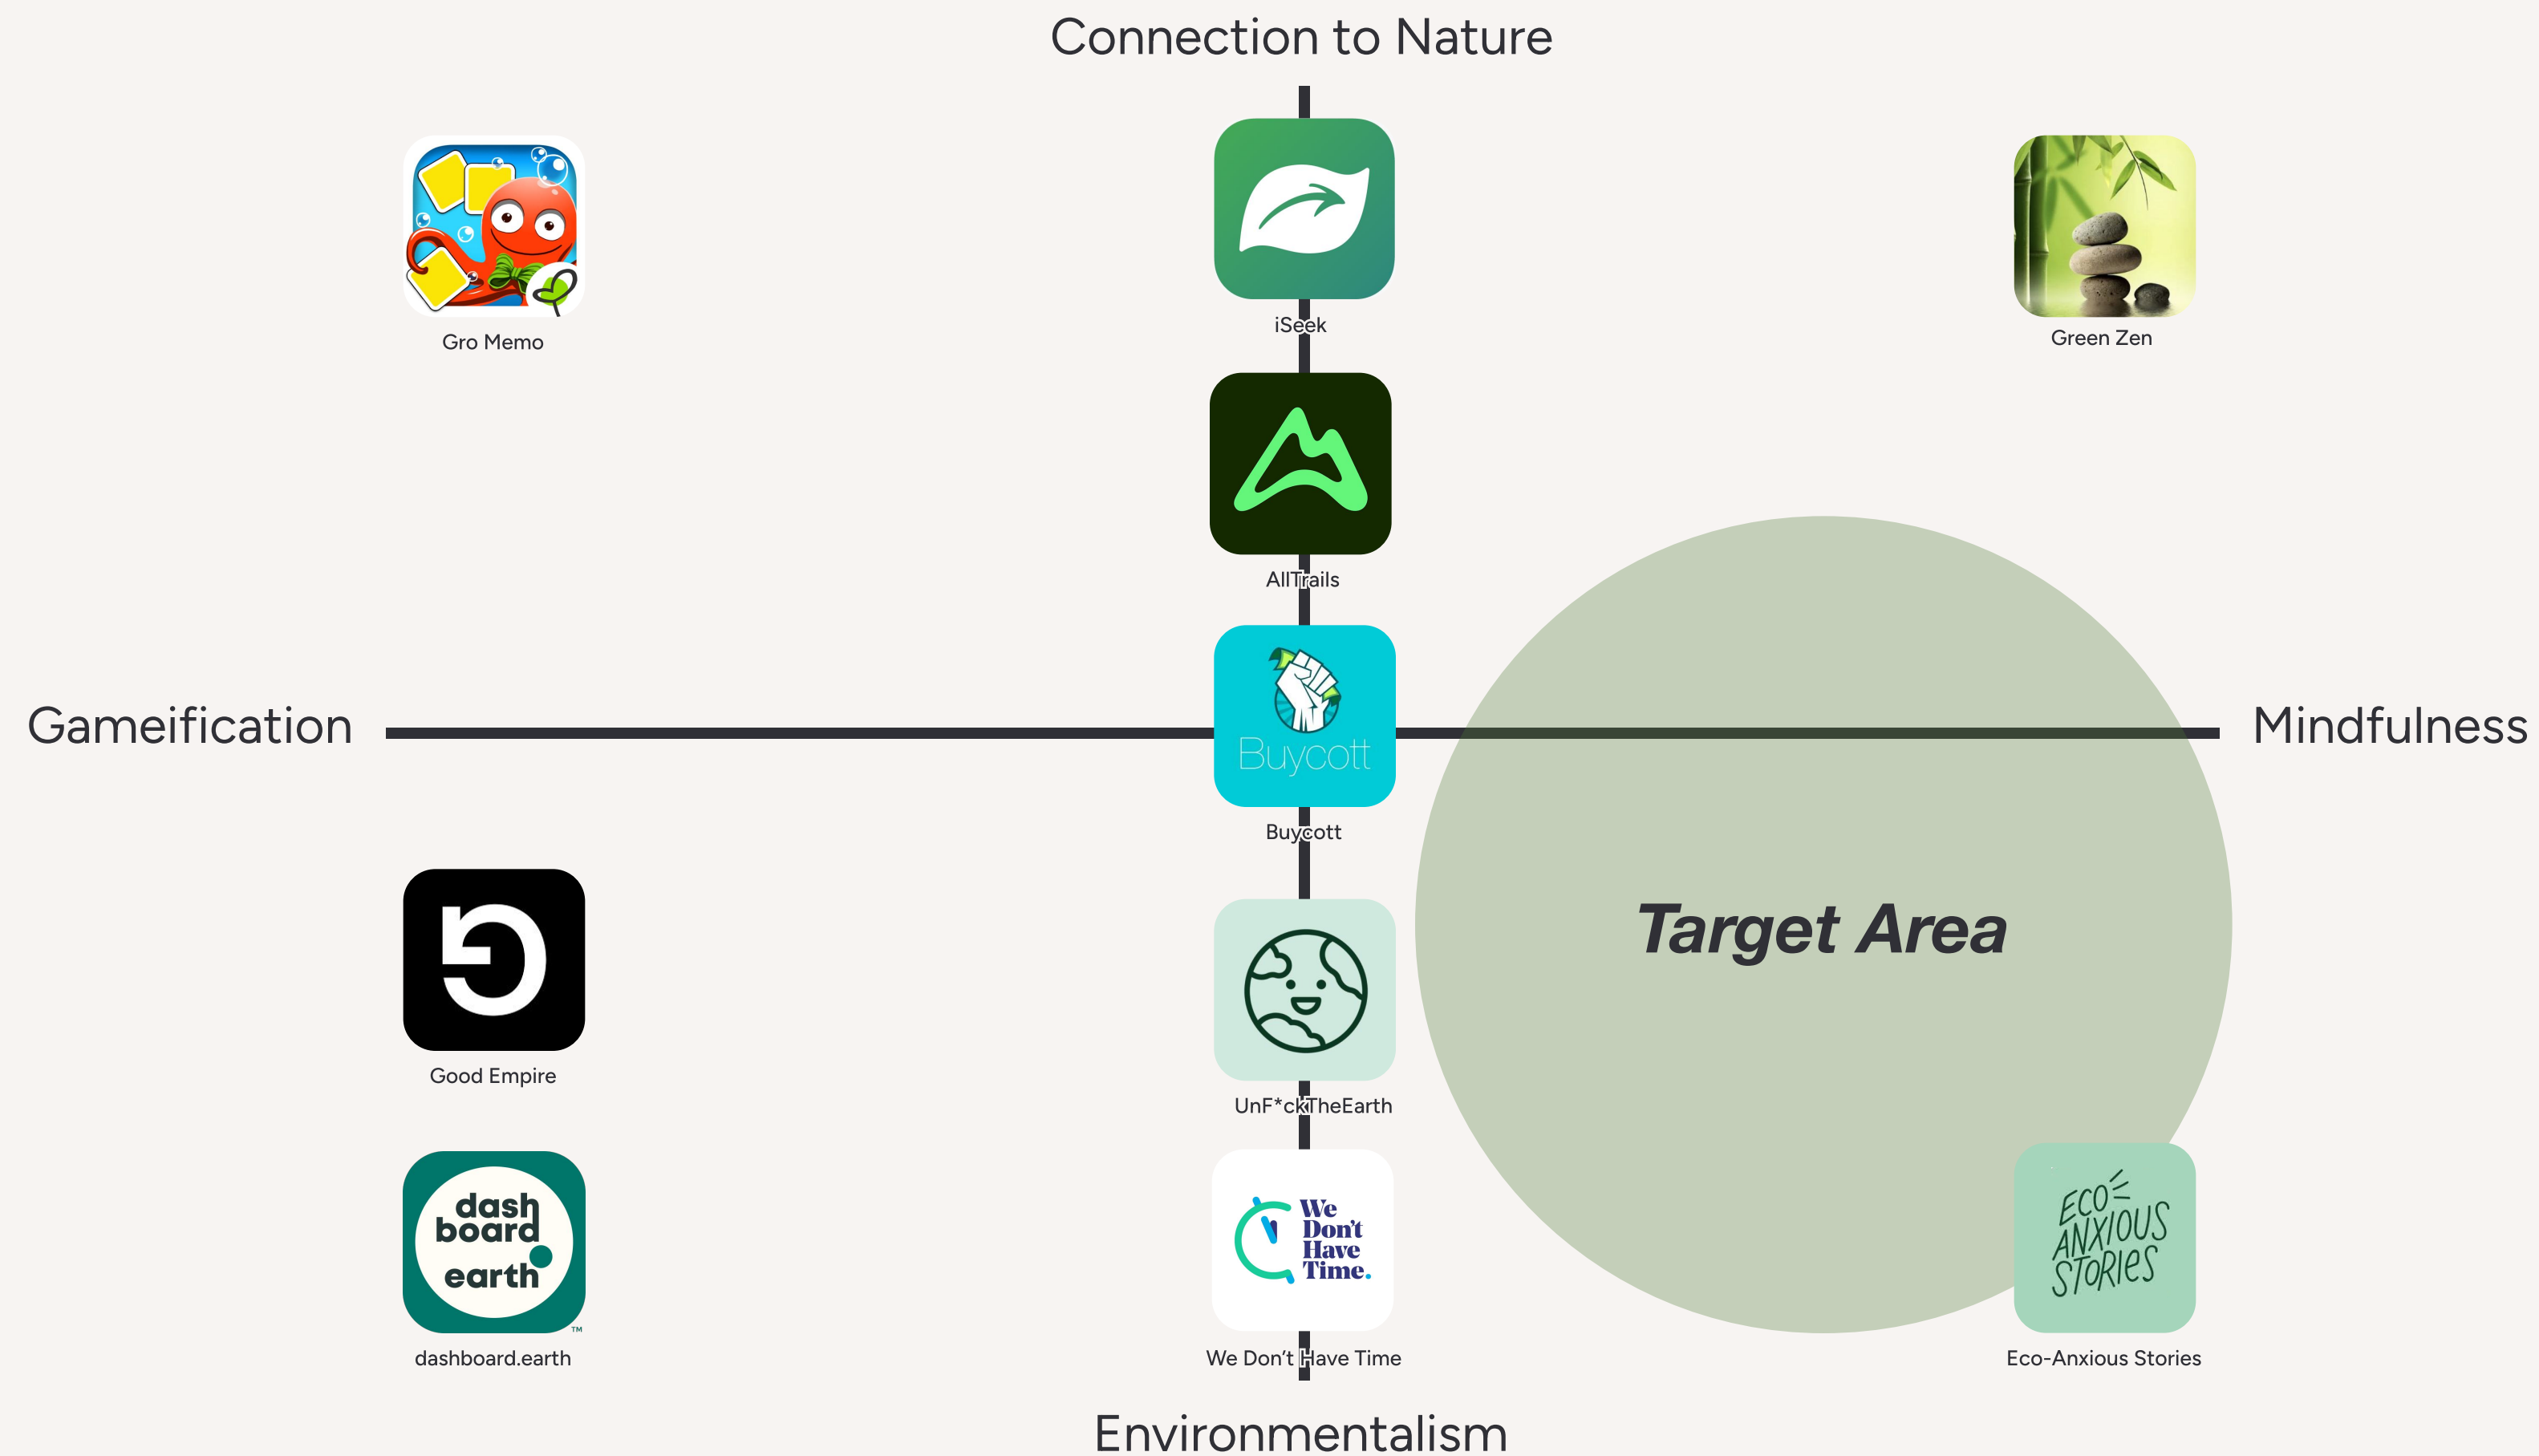 Connection to Nature
Gro Memo
iSeek
Green Zen
AllTrails
Gameification
Buycott
Mindfulness
Buycott
Target Area
Good Empire
UnF*ckTheEarth
dash
board
earth
TM
We
Don't
Have
Time.
ECO
ANXIOUS
STORIES
dashboard.earth
We Don't Have Time
Eco-Anxious Stories
Environmentalism